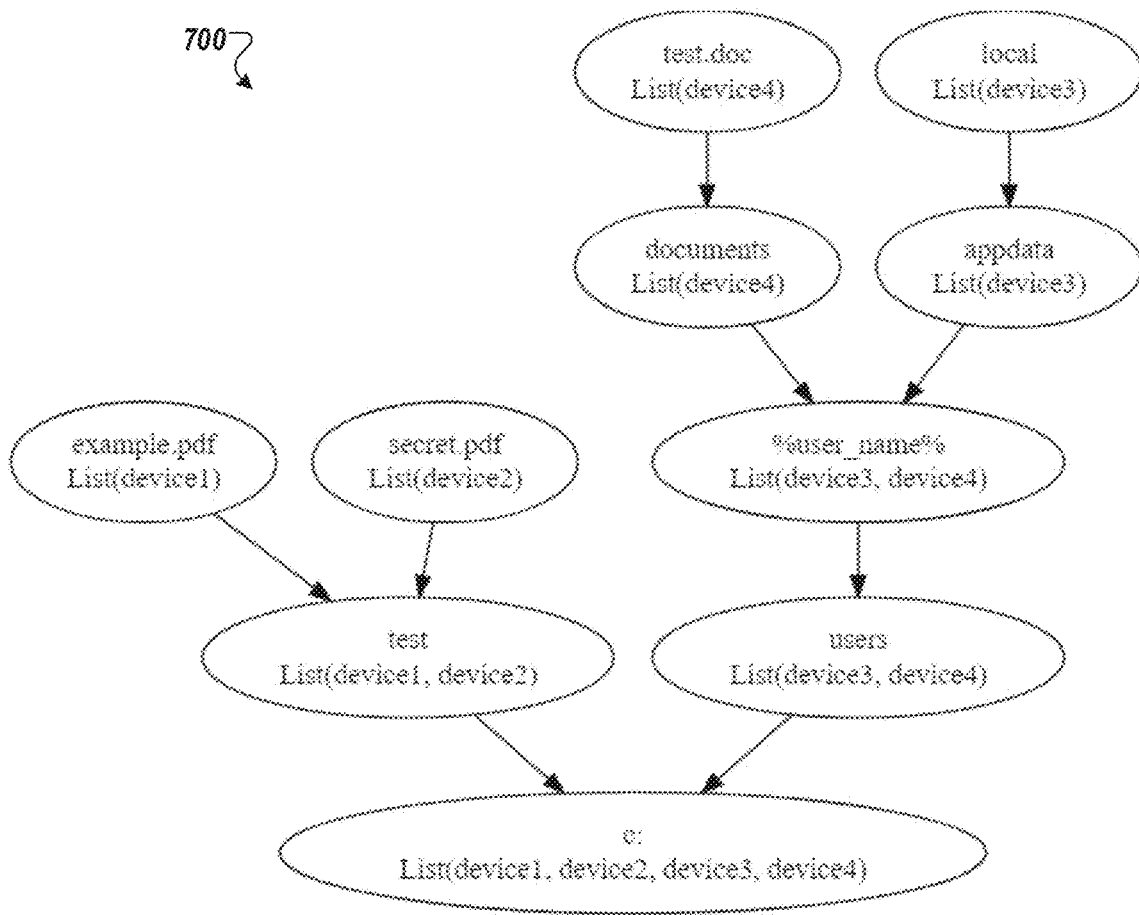 700
test.doc
List(device4)
local
List(device3)
documents
List(device4)
appdata
List(device3)
example.pdf
List(device1)
secret.pdf
List(device2)
%user_name%
List(device3, device4)
test
List(device1, device2)
users
List(device3, device4)
c:
List(device1, device2, device3, device4)